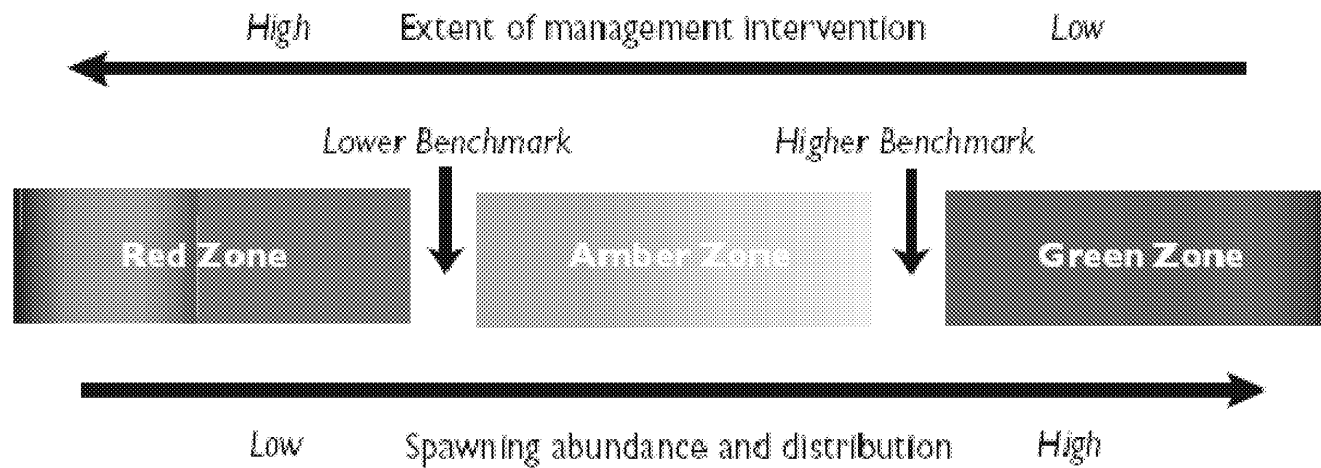 High Extent of management intervention Low
Lower Benchmark Higher Benchmark
Red Zone Amber Zone Green Zone
Low Spawning abundance and distribution High